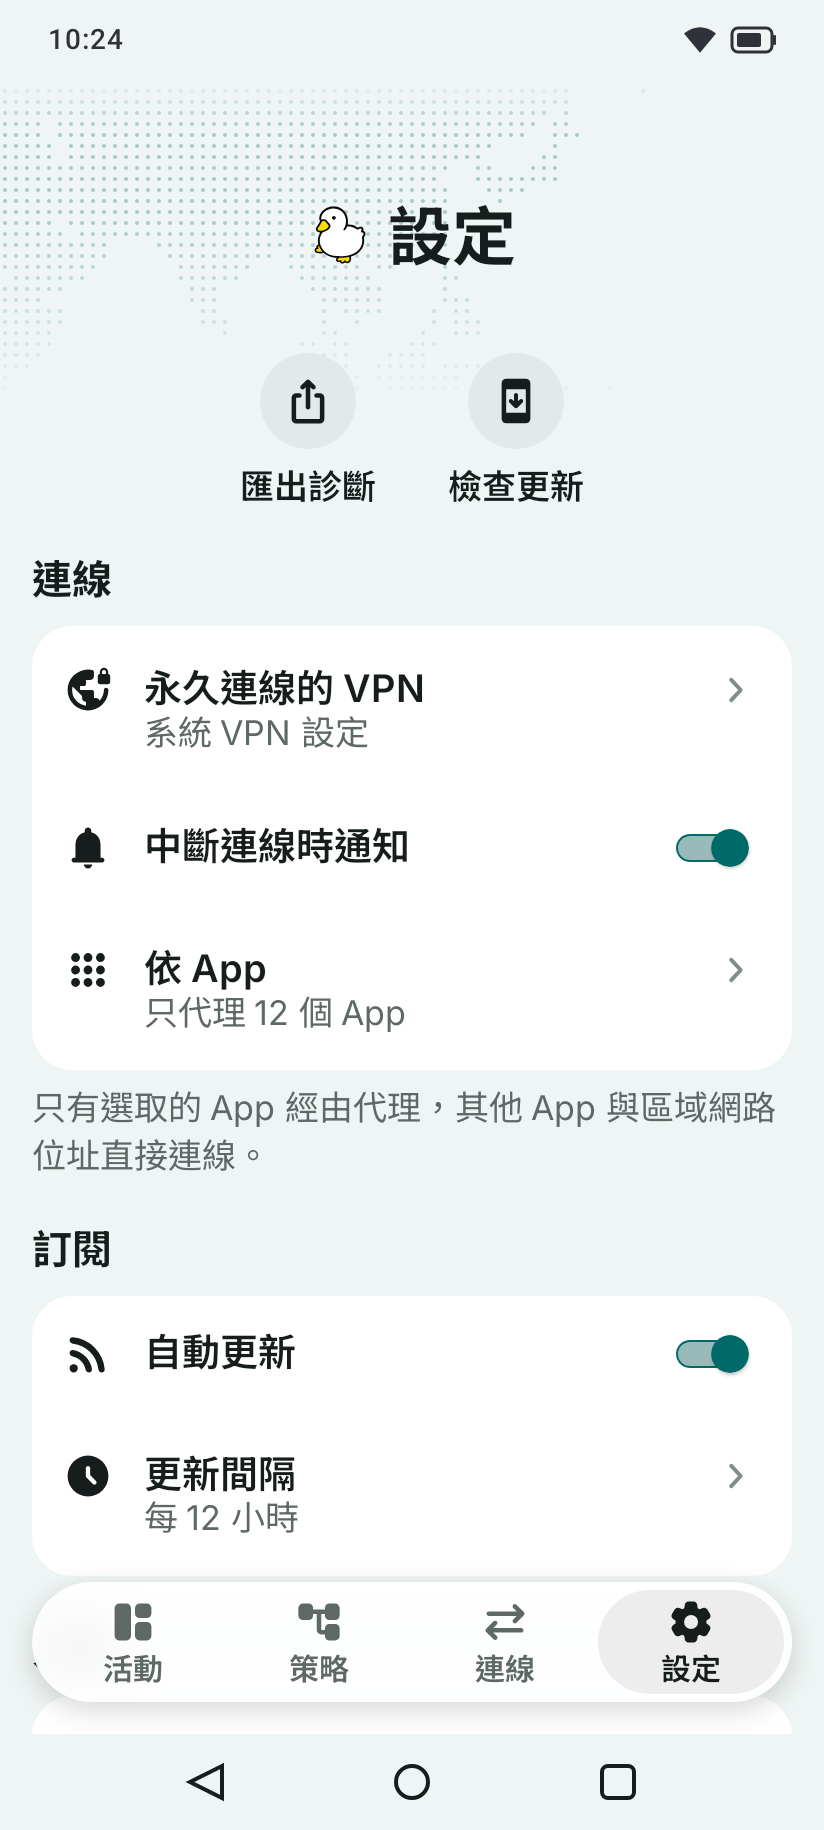 10:24
設定
匯出診斷
檢查更新
連線
永久連線的 VPN
系統 VPN 設定
中斷連線時通知
依 App
只代理 12 個 App
只有選取的 App 經由代理，其他 App 與區域網路
位址直接連線。
訂閱
自動更新
更新間隔
每 12 小時
活動
策略
連線
設定